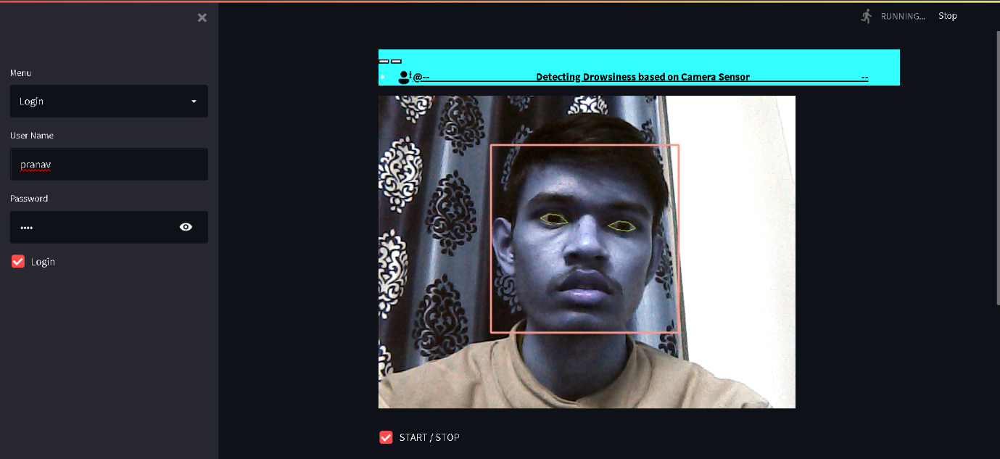 RUNNING...
Stop
Menu
Login
User Name
pranav
Password
••••
Login
@-- Detecting Drowsiness based on Camera Sensor --
START / STOP